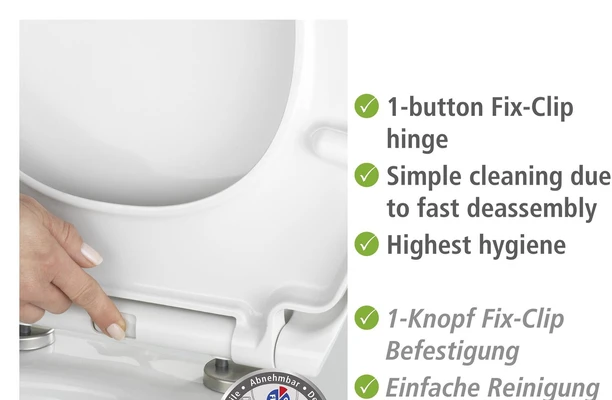 1-button Fix-Clip
hinge
Simple cleaning due
to fast deassembly
Highest hygiene
1-Knopf Fix-Clip
Befestigung
Einfache Reinigung
• Abnehmbar •